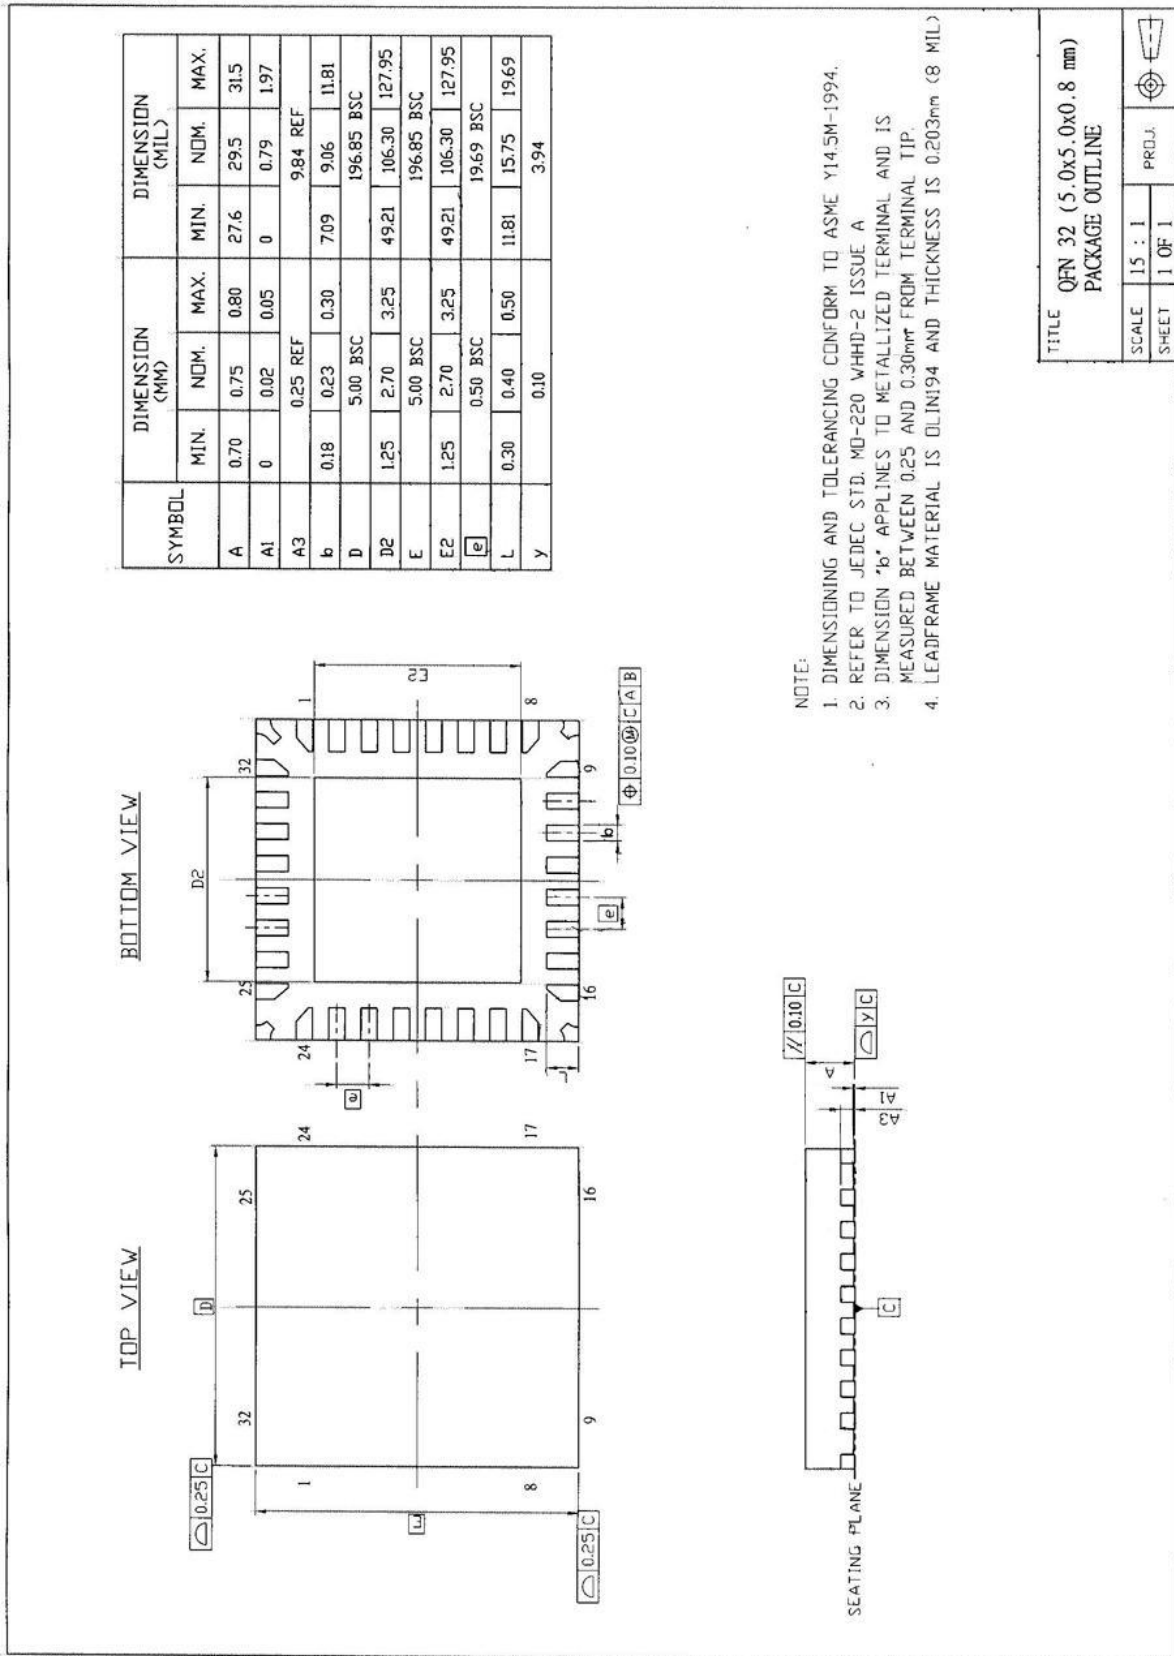 TOP VIEW
⌓ 0.25 C
D
32
25
1
24
E
8
17
9
16
⌓ 0.25 C
BOTTOM VIEW
D2
25
32
24
1
e
E2
17
8
L
16
9
e
b
⌖ 0.10 Ⓜ C A B
SYMBOL DIMENSION (MM) DIMENSION (MIL)
MIN. NOM. MAX. MIN. NOM. MAX.
A 0.70 0.75 0.80 27.6 29.5 31.5
A1 0 0.02 0.05 0 0.79 1.97
A3 0.25 REF 9.84 REF
b 0.18 0.23 0.30 7.09 9.06 11.81
D 5.00 BSC 196.85 BSC
D2 1.25 2.70 3.25 49.21 106.30 127.95
E 5.00 BSC 196.85 BSC
E2 1.25 2.70 3.25 49.21 106.30 127.95
e 0.50 BSC 19.69 BSC
L 0.30 0.40 0.50 11.81 15.75 19.69
y 0.10 3.94
// 0.10 C
A
⌓ y C
A1
A3
SEATING PLANE
C
NOTE:
1. DIMENSIONING AND TOLERANCING CONFORM TO ASME Y14.5M-1994.
2. REFER TO JEDEC STD. MO-220 WHHD-2 ISSUE A
3. DIMENSION "b" APPLINES TO METALLIZED TERMINAL AND IS
MEASURED BETWEEN 0.25 AND 0.30mm FROM TERMINAL TIP.
4. LEADFRAME MATERIAL IS OLIN194 AND THICKNESS IS 0.203mm (8 MIL)
TITLE
QFN 32 (5.0x5.0x0.8 mm)
PACKAGE OUTLINE
SCALE 15 : 1 PROJ.
SHEET 1 OF 1